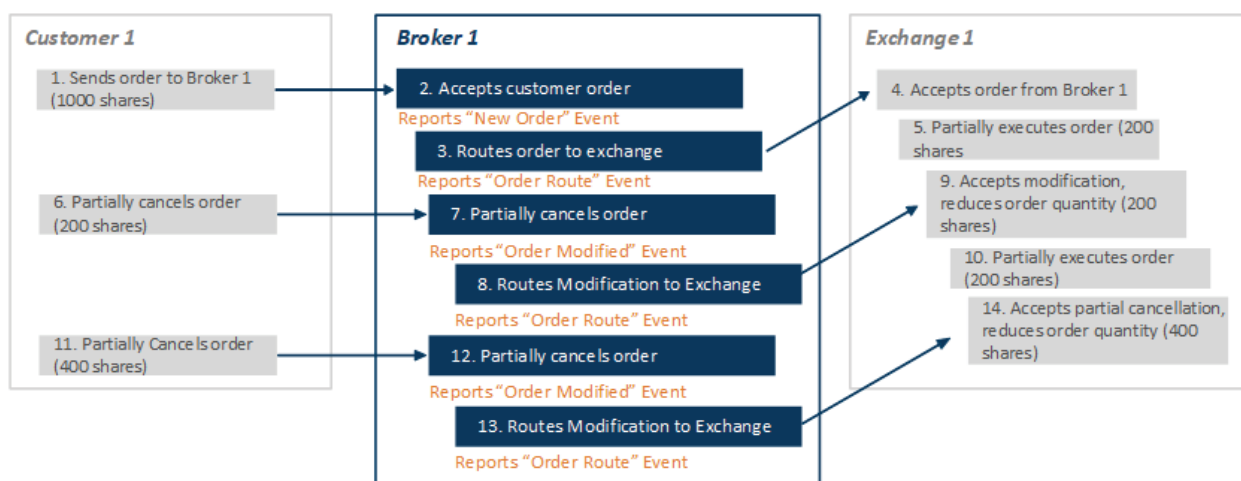 Customer 1
1. Sends order to Broker 1
(1000 shares)
6. Partially cancels order
(200 shares)
11. Partially Cancels order
(400 shares)
Broker 1
2. Accepts customer order
Reports “New Order” Event
3. Routes order to exchange
Reports “Order Route” Event
7. Partially cancels order
Reports “Order Modified” Event
8. Routes Modification to Exchange
Reports “Order Route” Event
12. Partially cancels order
Reports “Order Modified” Event
13. Routes Modification to Exchange
Reports “Order Route” Event
Exchange 1
4. Accepts order from Broker 1
5. Partially executes order (200
shares
9. Accepts modification,
reduces order quantity (200
shares)
10. Partially executes order
(200 shares)
14. Accepts partial cancellation,
reduces order quantity (400
shares)